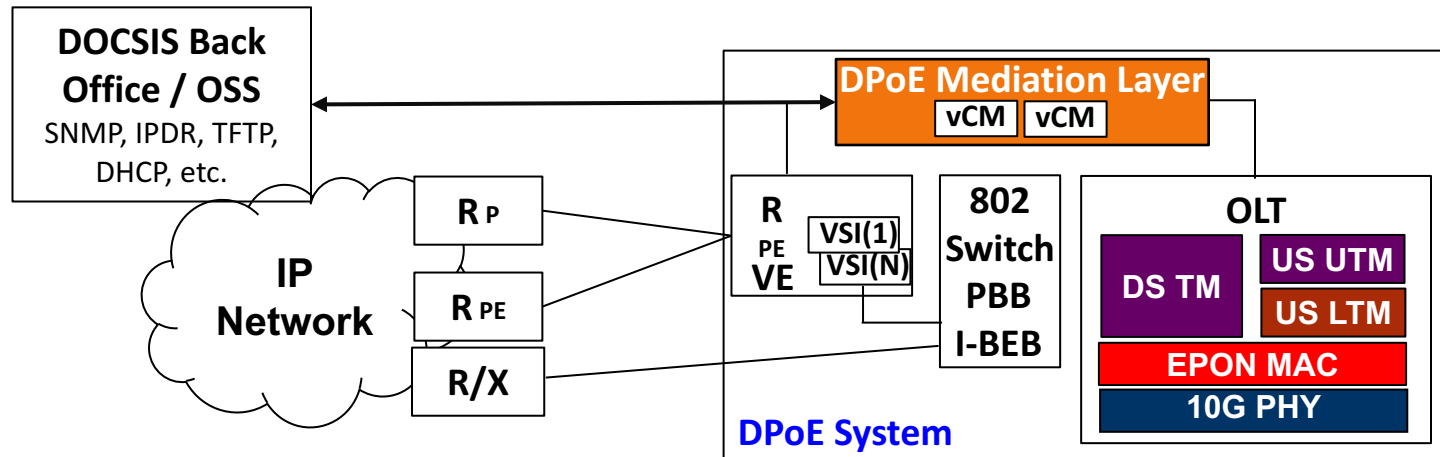 DOCSIS Back
Office / OSS
SNMP, IPDR, TFTP,
DHCP, etc.
IP
Network
R P
R PE
R/X
DPoE Mediation Layer
vCM
vCM
R
PE
VE
VSI(1)
VSI(N)
802
Switch
PBB
I-BEB
OLT
DS TM
US UTM
US LTM
EPON MAC
10G PHY
DPoE System